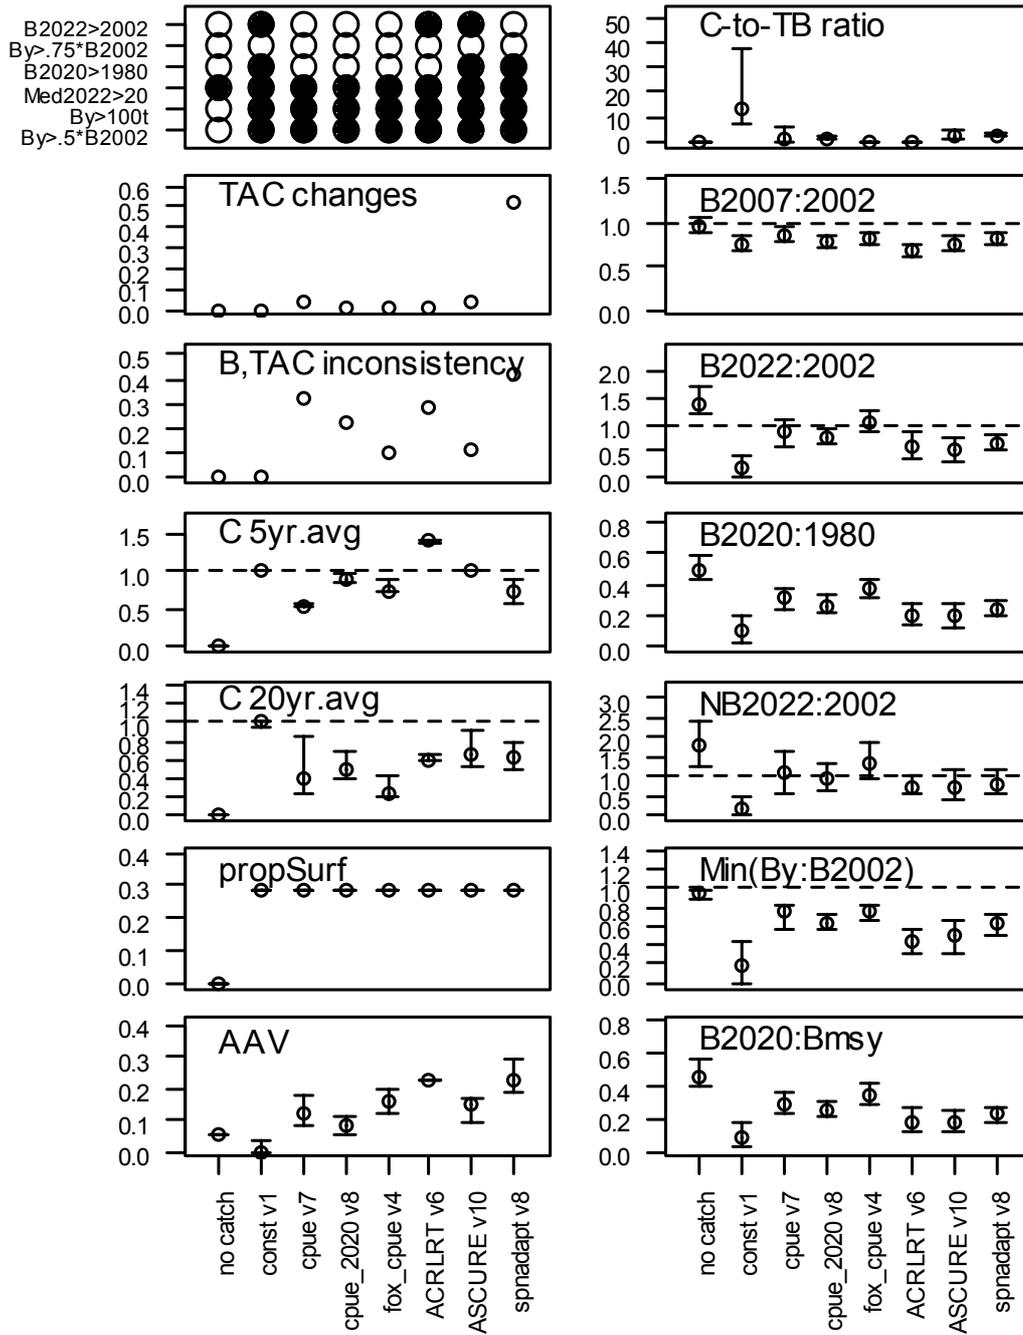 B2022>2002
By>.75*B2002
B2020>1980
Med2022>20
By>100t
By>.5*B2002
C-to-TB ratio
50
40
30
20
10
0
TAC changes
0.6
0.5
0.4
0.3
0.2
0.1
0.0
B2007:2002
1.5
1.0
0.5
0.0
B,TAC inconsistency
0.5
0.4
0.3
0.2
0.1
0.0
B2022:2002
2.0
1.5
1.0
0.5
0.0
C 5yr.avg
1.5
1.0
0.5
0.0
B2020:1980
0.8
0.6
0.4
0.2
0.0
C 20yr.avg
1.4
1.2
1.0
0.8
0.6
0.4
0.2
0.0
NB2022:2002
3.0
2.5
2.0
1.5
1.0
0.5
0.0
propSurf
0.4
0.3
0.2
0.1
0.0
Min(By:B2002)
1.4
1.2
1.0
0.8
0.6
0.4
0.2
0.0
AAV
0.4
0.3
0.2
0.1
0.0
B2020:Bmsy
0.8
0.6
0.4
0.2
0.0
no catch
const v1
cpue v7
cpue_2020 v8
fox_cpue v4
ACRLRT v6
ASCURE v10
spnadapt v8
no catch
const v1
cpue v7
cpue_2020 v8
fox_cpue v4
ACRLRT v6
ASCURE v10
spnadapt v8